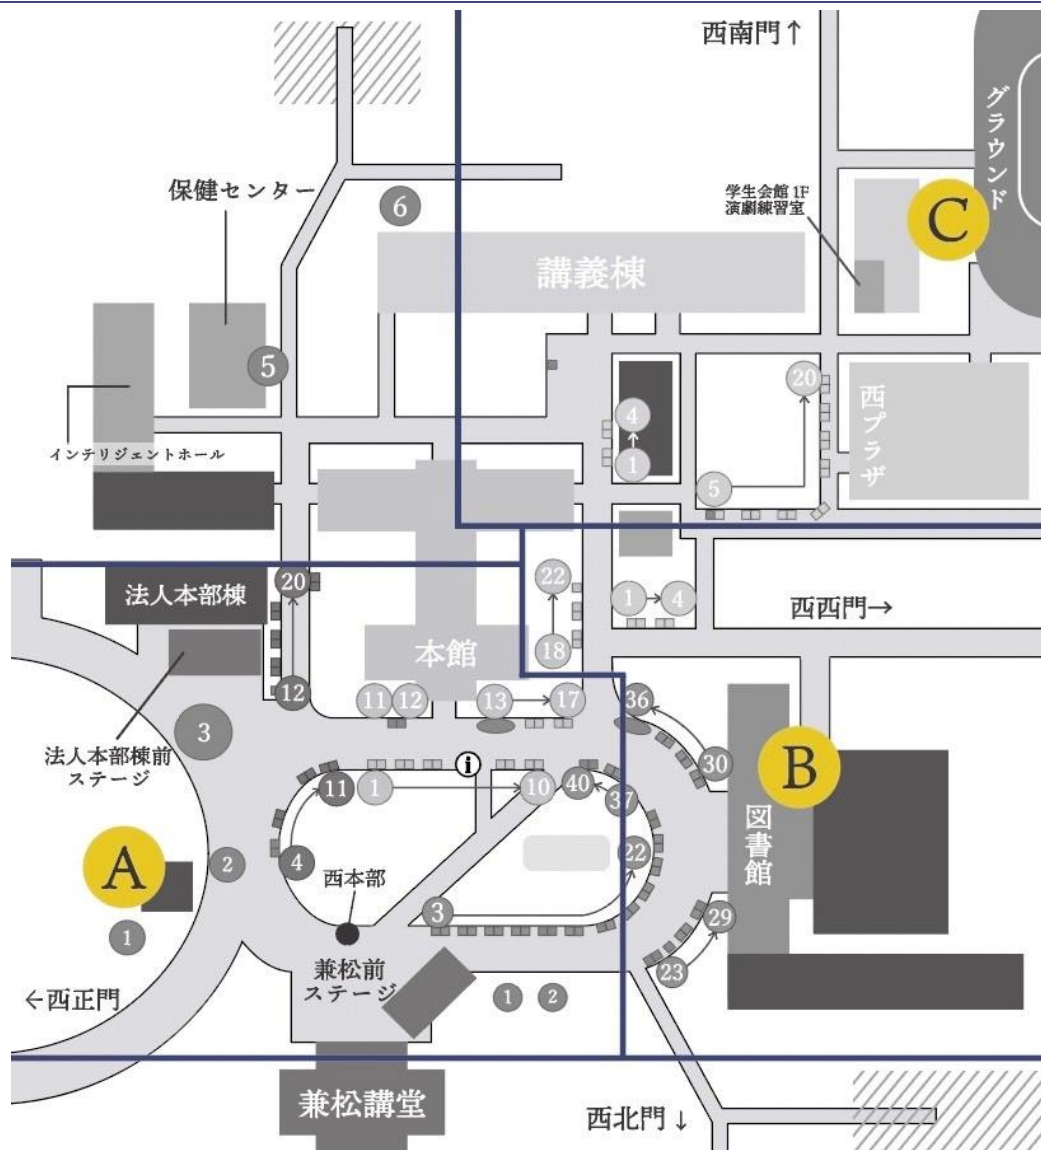 西南門↑
グラウンド
保健センター
学生会館 1F
演劇練習室
6
C
講義棟
5
20
4
1
西プラザ
インテリジェントホール
5
法人本部棟
20
22
1
4
西西門→
18
本館
12
11
12
13
17
36
3
法人本部棟前
ステージ
i
30
B
11
1
10
40
37
図書館
A
2
4
22
西本部
1
3
29
兼松前
ステージ
23
←西正門
1
2
兼松講堂
西北門↓